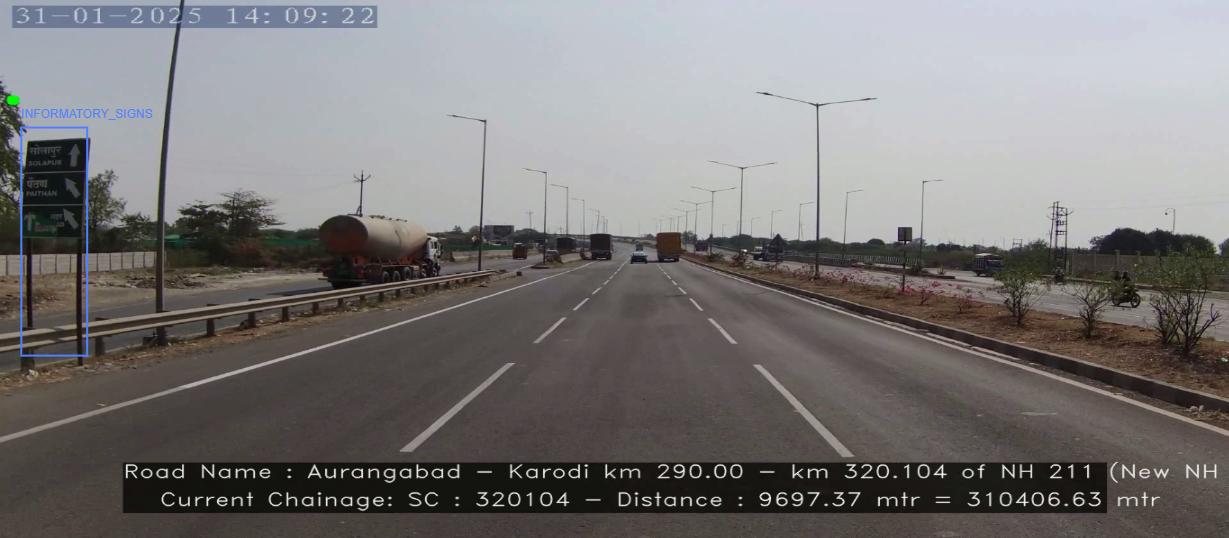 31-01-2025 14:09:22
INFORMATORY_SIGNS
सोलापुर
SOLAPUR
पैठण
PAITHAN
Road Name : Aurangabad - Karodi km 290.00 - km 320.104 of NH 211 (New NH
Current Chainage: SC : 320104 - Distance : 9697.37 mtr = 310406.63 mtr